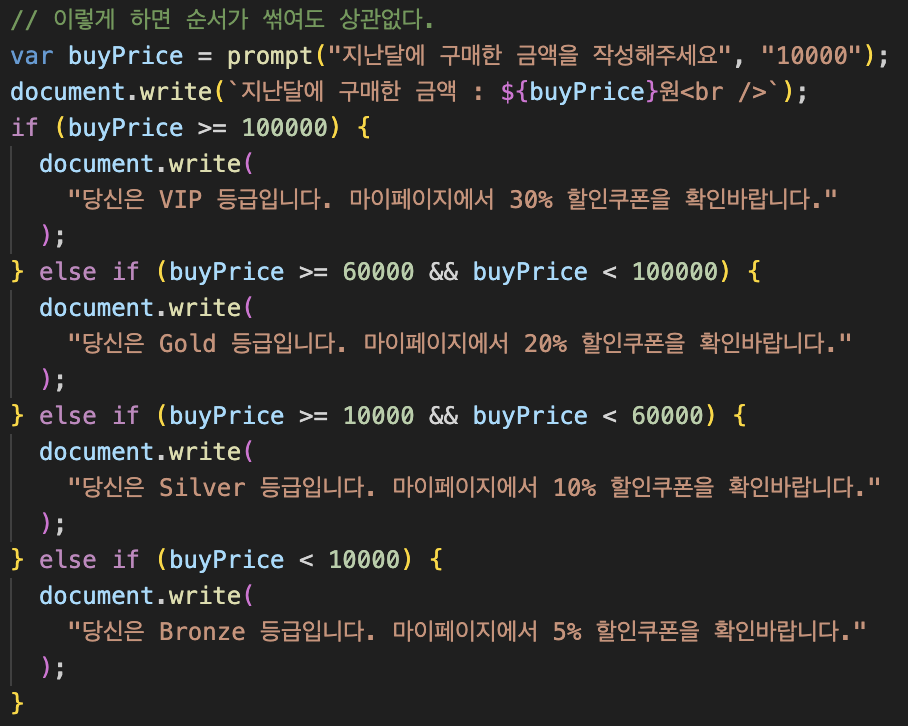 // 이렇게 하면 순서가 썪여도 상관없다.
var buyPrice = prompt("지난달에 구매한 금액을 작성해주세요", "10000");
document.write(`지난달에 구매한 금액 : ${buyPrice}원<br />`);
if (buyPrice >= 100000) {
  document.write(
    "당신은 VIP 등급입니다. 마이페이지에서 30% 할인쿠폰을 확인바랍니다."
  );
} else if (buyPrice >= 60000 && buyPrice < 100000) {
  document.write(
    "당신은 Gold 등급입니다. 마이페이지에서 20% 할인쿠폰을 확인바랍니다."
  );
} else if (buyPrice >= 10000 && buyPrice < 60000) {
  document.write(
    "당신은 Silver 등급입니다. 마이페이지에서 10% 할인쿠폰을 확인바랍니다."
  );
} else if (buyPrice < 10000) {
  document.write(
    "당신은 Bronze 등급입니다. 마이페이지에서 5% 할인쿠폰을 확인바랍니다."
  );
}